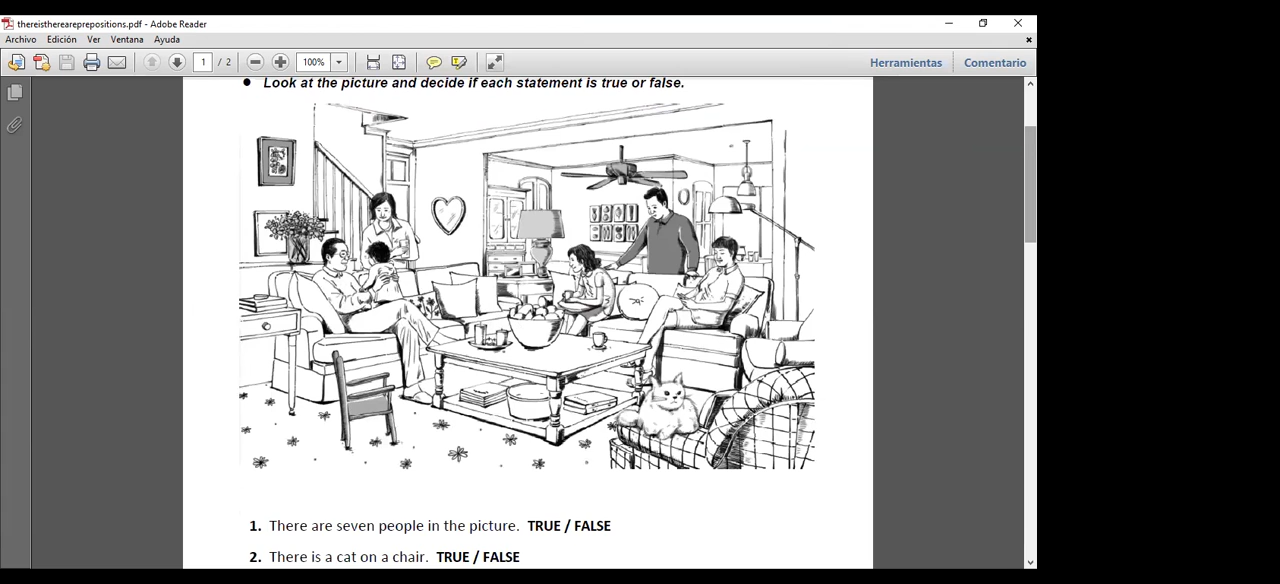 thereisthereareprepositions.pdf - Adobe Reader
Archivo Edición Ver Ventana Ayuda
1 / 2 100% Herramientas Comentario
● Look at the picture and decide if each statement is true or false.
1. There are seven people in the picture. TRUE / FALSE
2. There is a cat on a chair. TRUE / FALSE